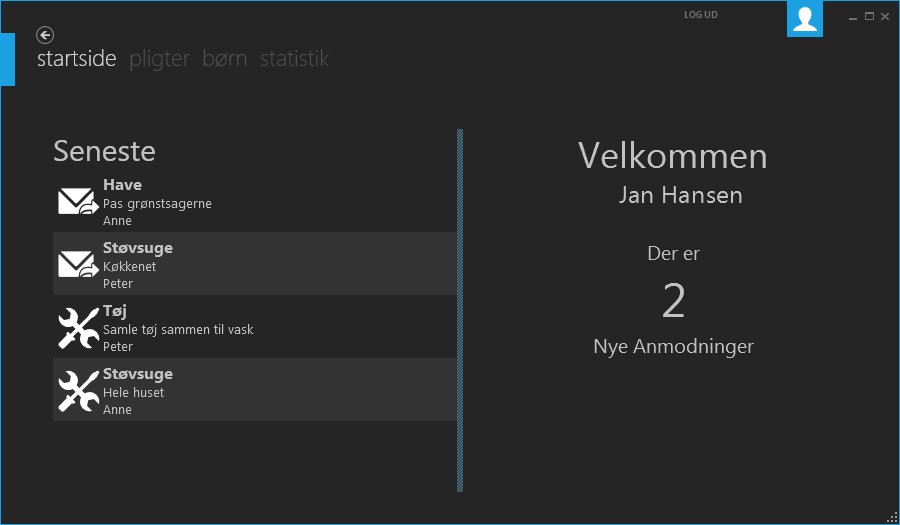 LOG UD
startside pligter børn statistik
Seneste
Have
Pas grønstsagerne
Anne
Støvsuge
Køkkenet
Peter
Tøj
Samle tøj sammen til vask
Peter
Støvsuge
Hele huset
Anne
Velkommen
Jan Hansen
Der er
2
Nye Anmodninger